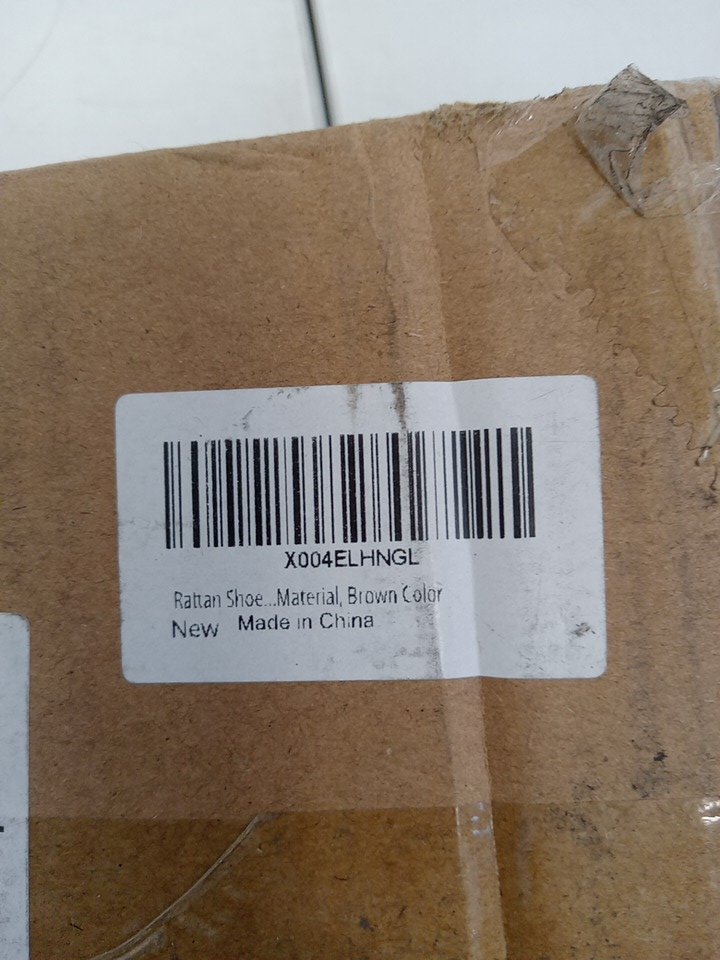 X004ELHNGL
Rattan Shoe...Material, Brown Color
New Made in China